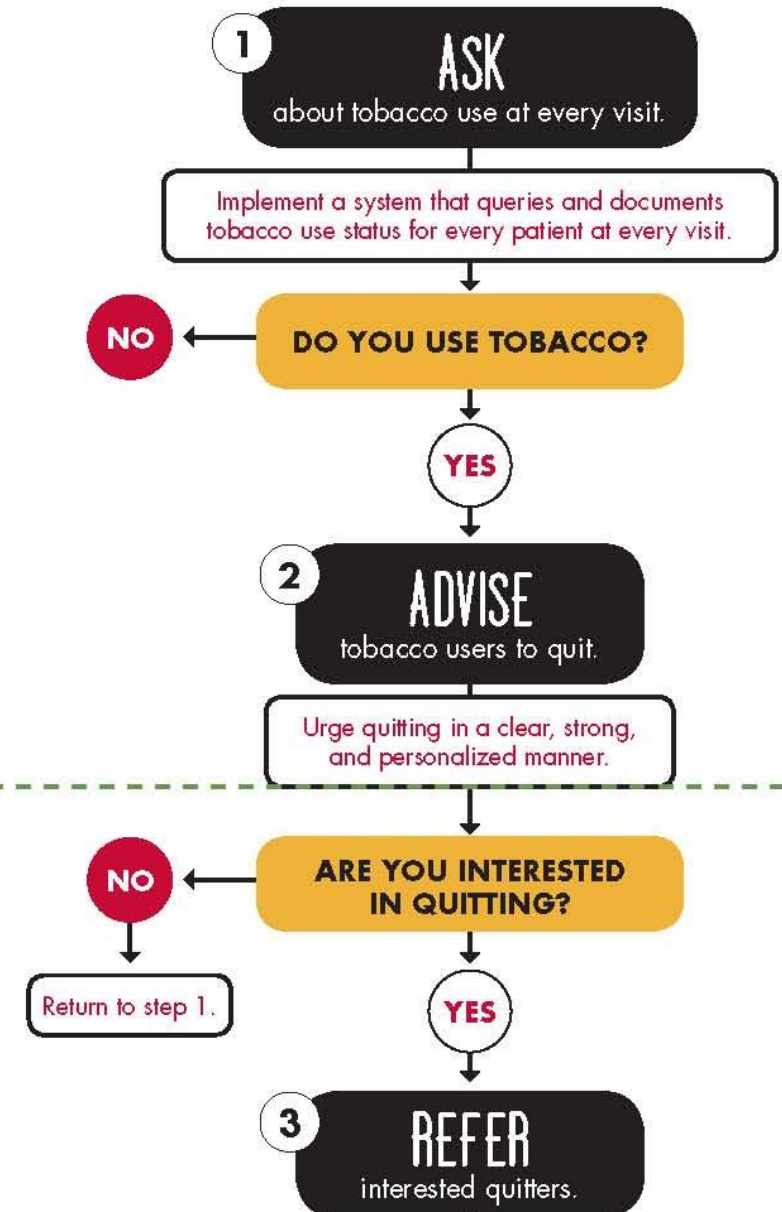 1
ASK
about tobacco use at every visit.
Implement a system that queries and documents
tobacco use status for every patient at every visit.
NO
DO YOU USE TOBACCO?
YES
2
ADVISE
tobacco users to quit.
Urge quitting in a clear, strong,
and personalized manner.
NO
ARE YOU INTERESTED
IN QUITTING?
Return to step 1.
YES
3
REFER
interested quitters.